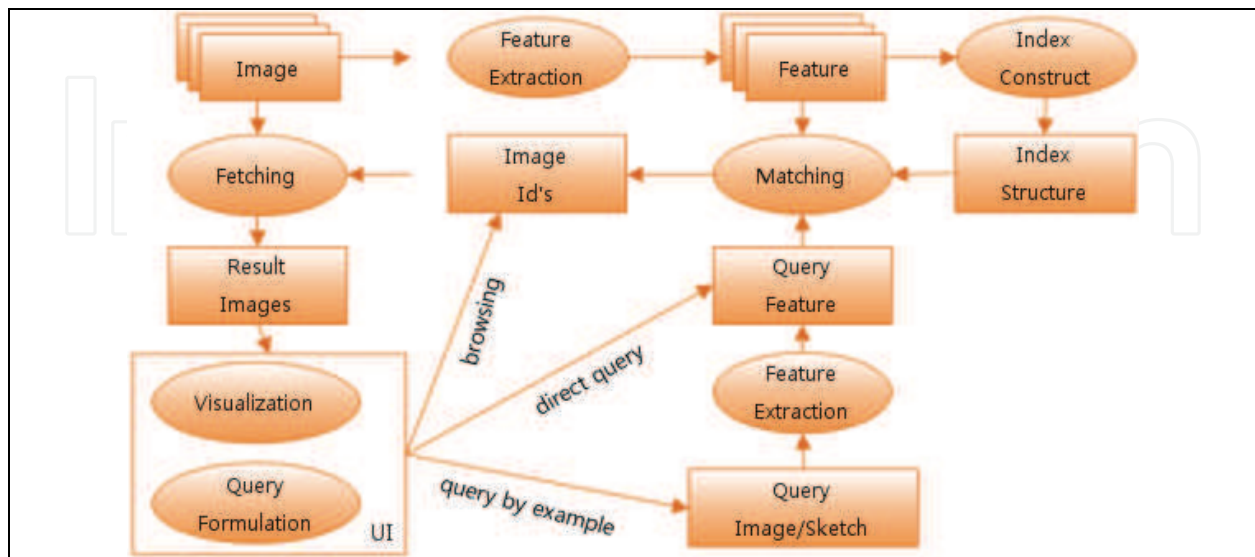 Image
Feature
Extraction
Feature
Index
Construct
Fetching
Image
Id's
Matching
Index
Structure
Result
Images
Query
Feature
browsing
direct query
Visualization
Feature
Extraction
Query
Formulation
UI
query by example
Query
Image/Sketch